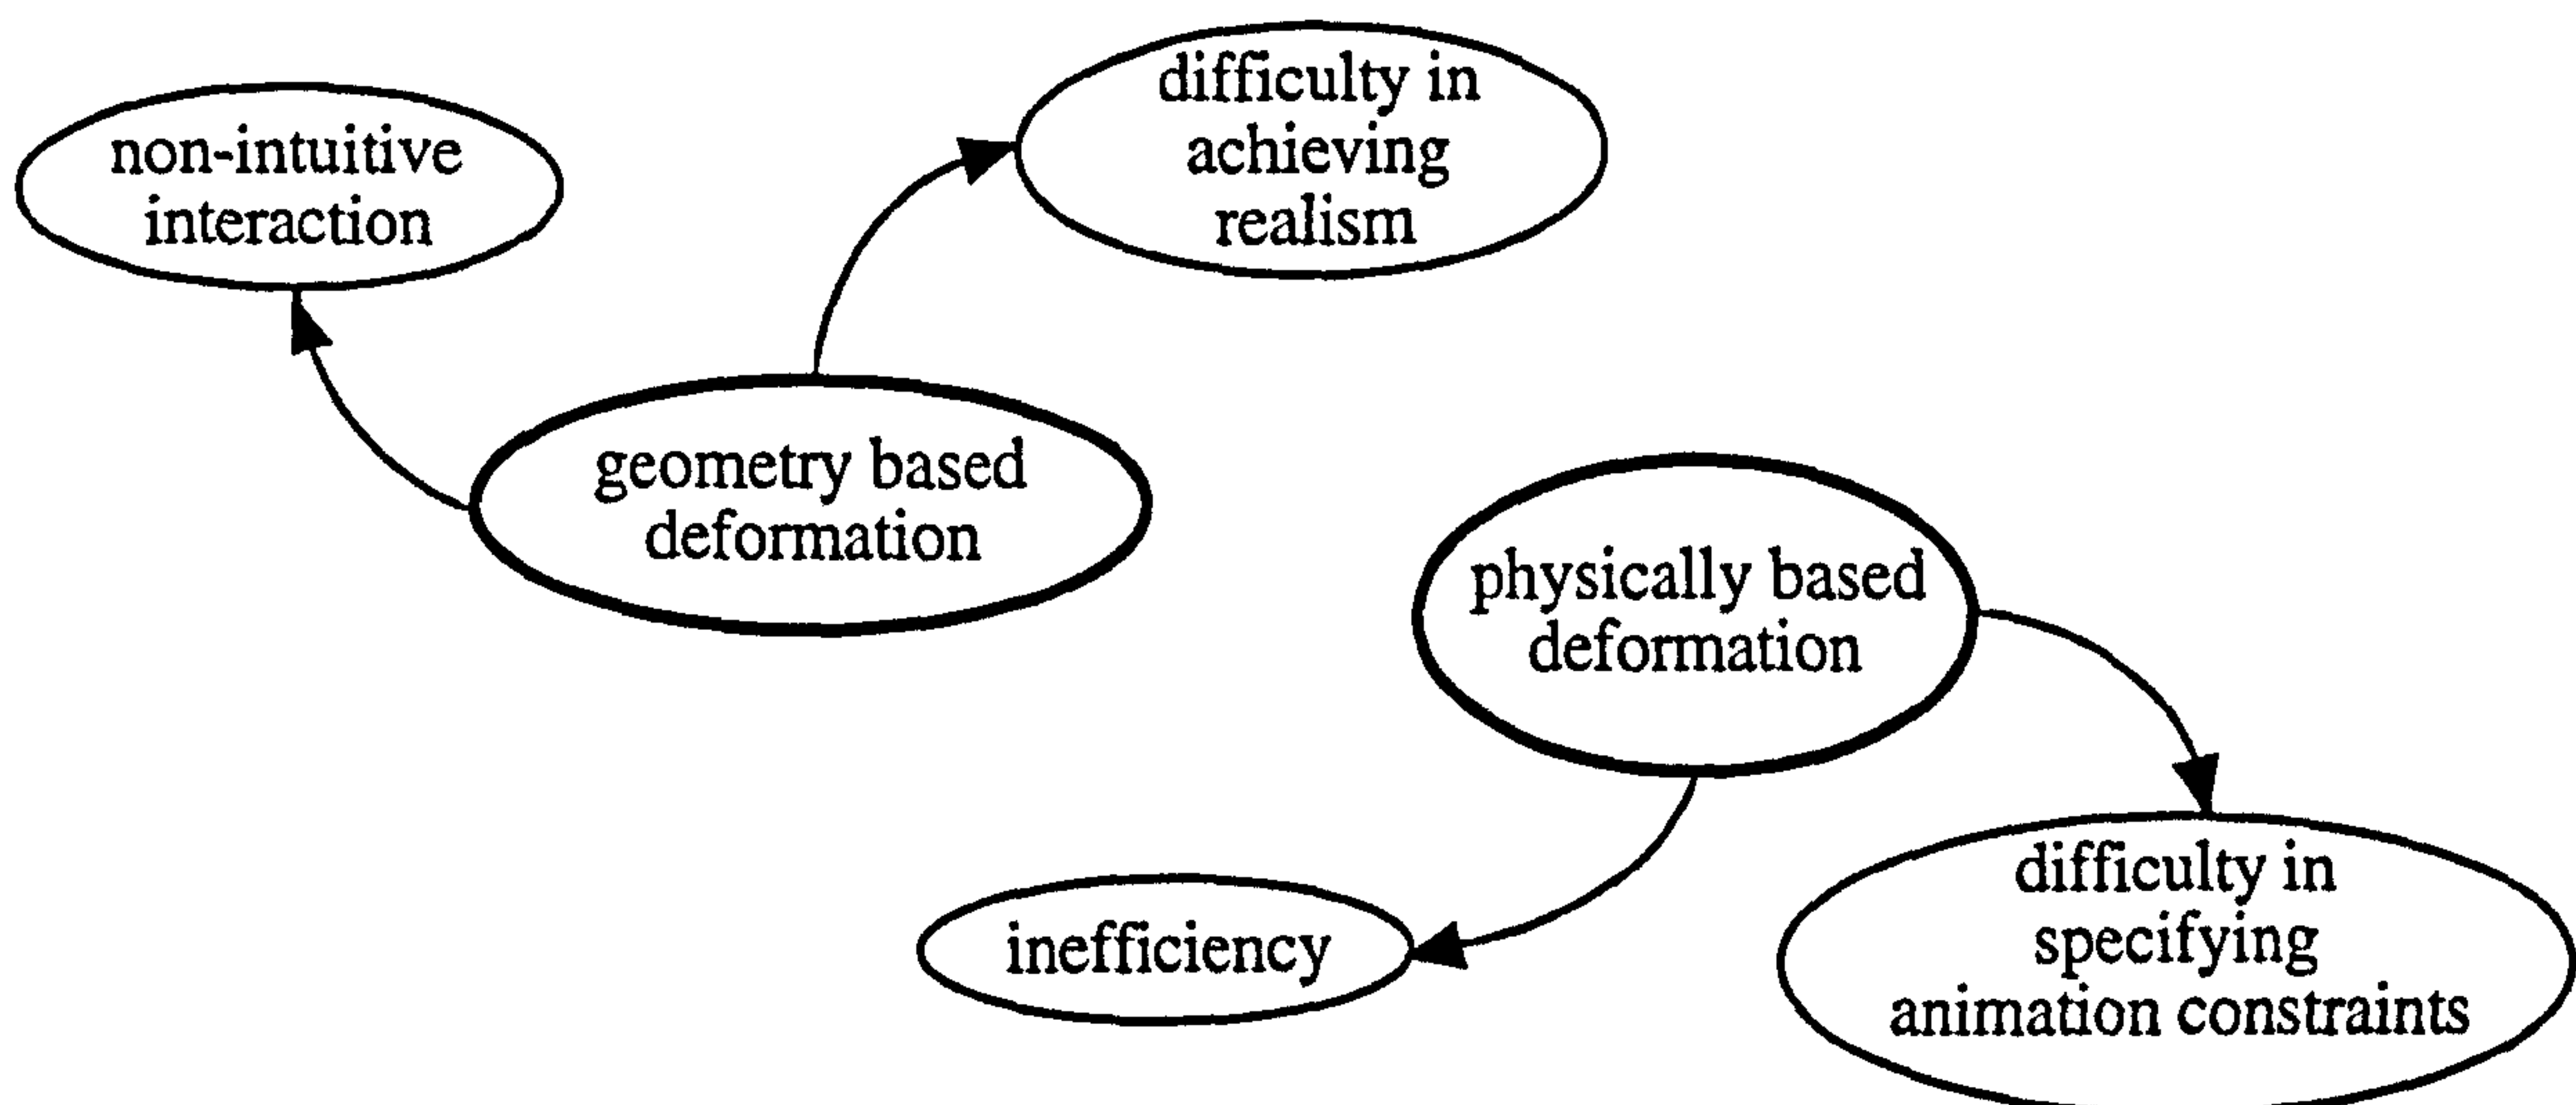 non-intuitive
interaction
difficulty in
achieving
realism
geometry based
deformation
physically based
deformation
inefficiency
difficulty in
specifying
animation constraints